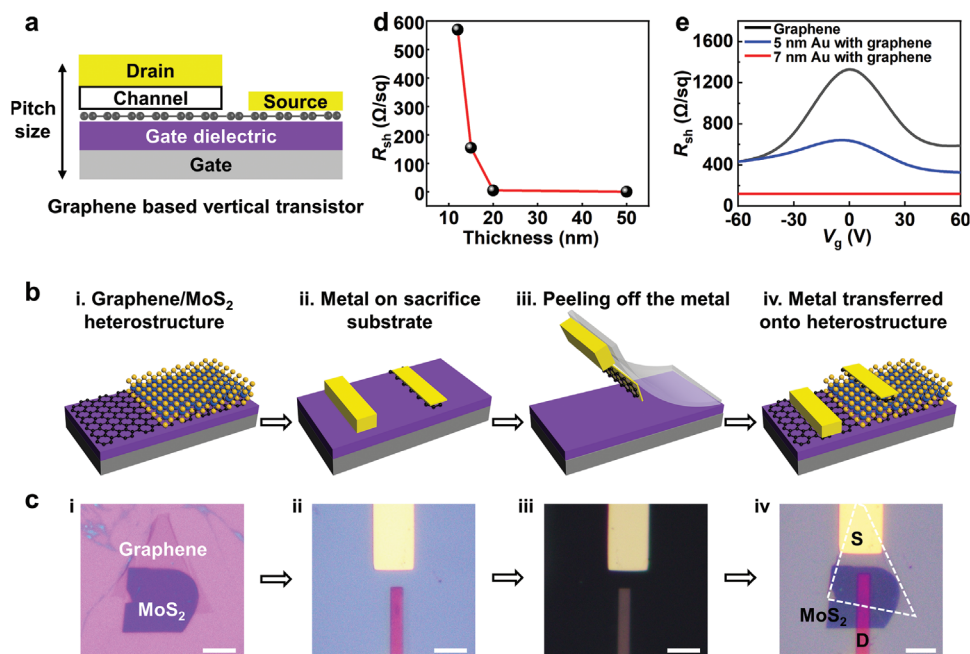 a
Pitch
size
Drain
Channel
Source
Gate dielectric
Gate
Graphene based vertical transistor
d
600
500
400
300
200
100
0
Rsh (Ω/sq)
10
20
30
40
50
Thickness (nm)
e
1600
1200
800
400
0
Rsh (Ω/sq)
Graphene
5 nm Au with graphene
7 nm Au with graphene
-60
-30
0
30
60
Vg (V)
b
i. Graphene/MoS₂
heterostructure
ii. Metal on sacrifice
substrate
iii. Peeling off the metal
iv. Metal transferred
onto heterostructure
c
i
Graphene
MoS₂
ii
iii
iv
S
MoS₂
D